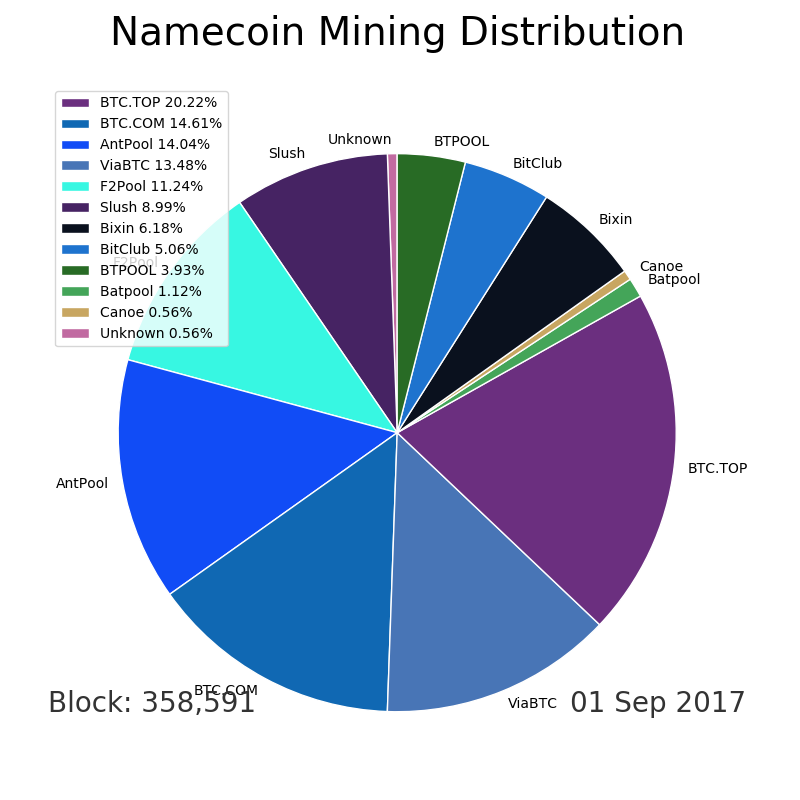 Namecoin Mining Distribution
BTC.TOP 20.22%
BTC.COM 14.61%
AntPool 14.04%
ViaBTC 13.48%
F2Pool 11.24%
Slush 8.99%
Bixin 6.18%
BitClub 5.06%
BTPOOL 3.93%
Batpool 1.12%
Canoe 0.56%
Unknown 0.56%
Unknown
BTPOOL
Slush
BitClub
Bixin
F2Pool
Canoe
Batpool
BTC.TOP
AntPool
BTC.COM
ViaBTC
Block: 358,591
01 Sep 2017